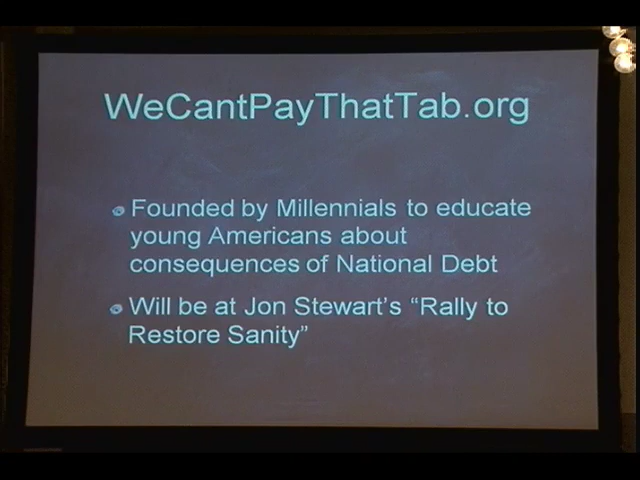 WeCantPayThatTab.org
Founded by Millennials to educate
young Americans about
consequences of National Debt
Will be at Jon Stewart's “Rally to
Restore Sanity”